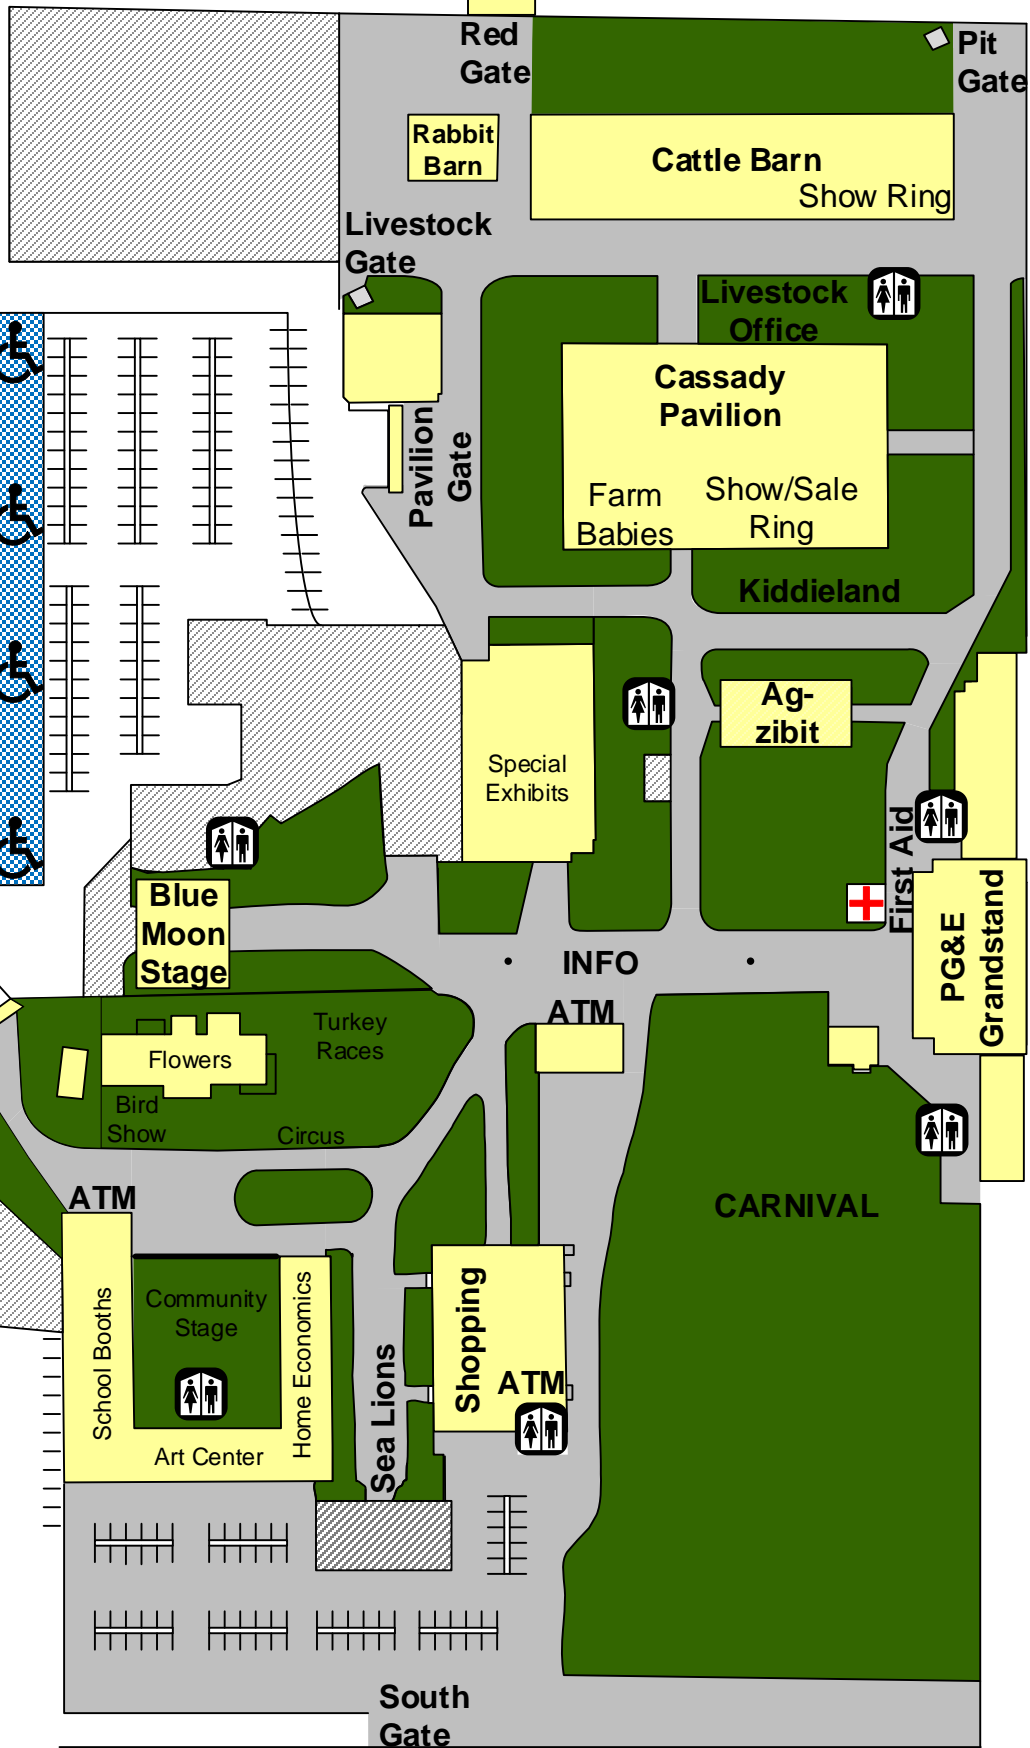 Red
Gate
Pit
Gate
Rabbit
Barn
Cattle Barn
Show Ring
Livestock
Gate
Livestock
Office
Cassady
Pavilion
Pavilion
Gate
Farm
Babies
Show/Sale
Ring
Kiddieland
Ag-
zibit
Special
Exhibits
First Aid
Blue
Moon
Stage
PG&E
Grandstand
INFO
ATM
Turkey
Races
Flowers
Bird
Show
Circus
ATM
CARNIVAL
School Booths
Community
Stage
Home Economics
Art Center
Sea Lions
Shopping
ATM
South
Gate